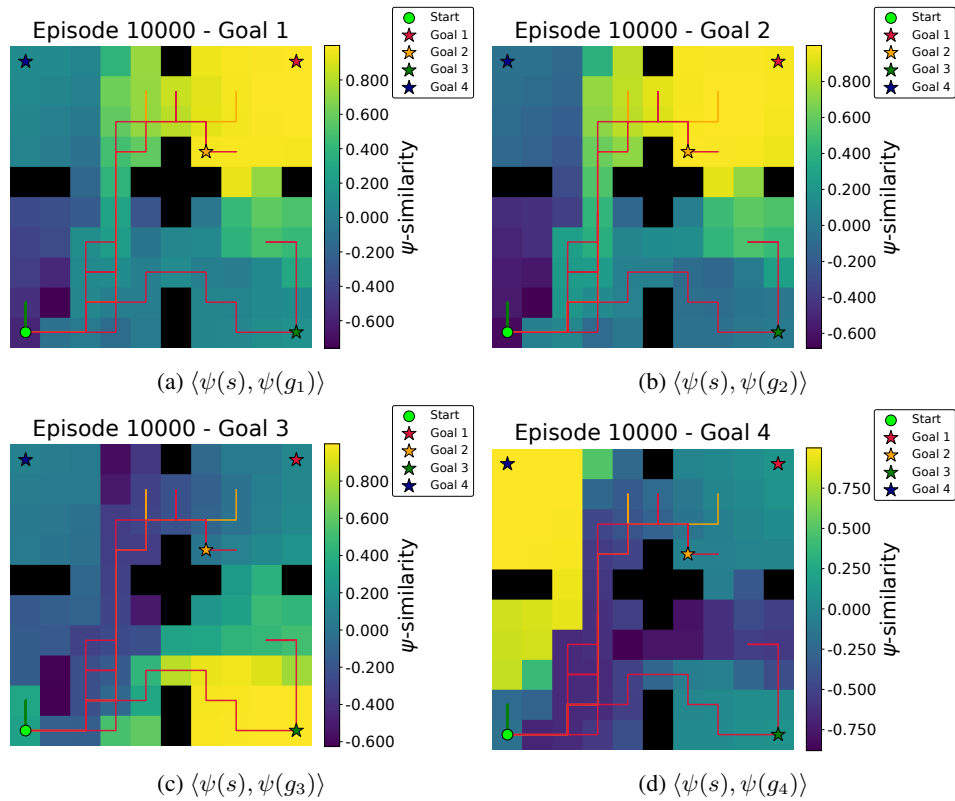 Episode 10000 - Goal 1
Start
Goal 1
Goal 2
Goal 3
Goal 4
0.800
0.600
0.400
0.200
0.000
-0.200
-0.400
-0.600
ψ-similarity
(a) ⟨ψ(s), ψ(g₁)⟩
Episode 10000 - Goal 2
Start
Goal 1
Goal 2
Goal 3
Goal 4
0.800
0.600
0.400
0.200
0.000
-0.200
-0.400
-0.600
ψ-similarity
(b) ⟨ψ(s), ψ(g₂)⟩
Episode 10000 - Goal 3
Start
Goal 1
Goal 2
Goal 3
Goal 4
0.800
0.600
0.400
0.200
0.000
-0.200
-0.400
-0.600
ψ-similarity
(c) ⟨ψ(s), ψ(g₃)⟩
Episode 10000 - Goal 4
Start
Goal 1
Goal 2
Goal 3
Goal 4
0.750
0.500
0.250
0.000
-0.250
-0.500
-0.750
ψ-similarity
(d) ⟨ψ(s), ψ(g₄)⟩